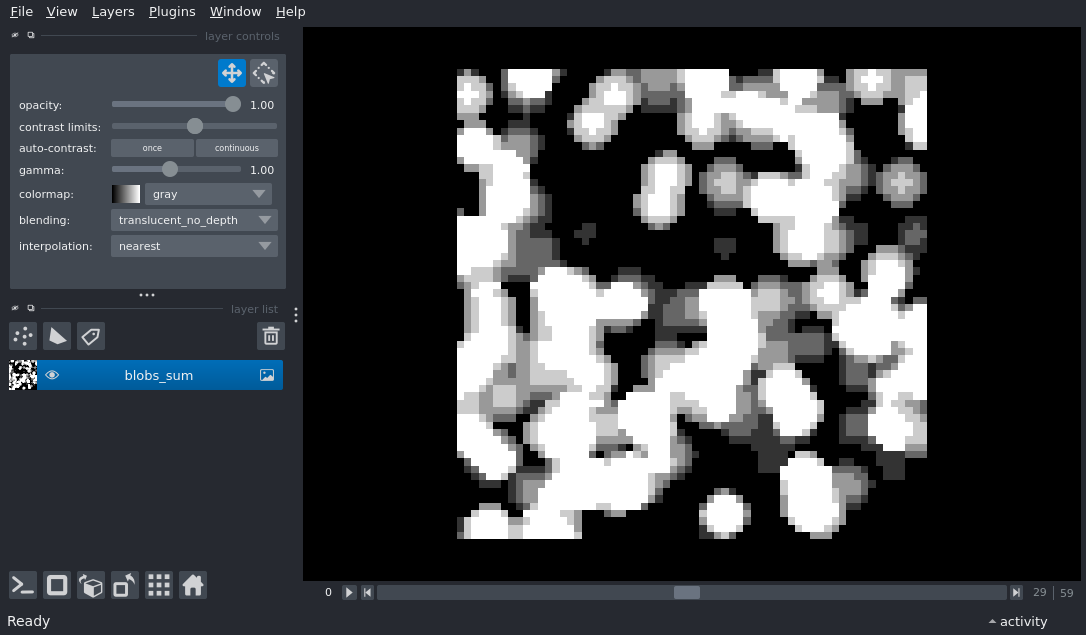 File View Layers Plugins Window Help
layer controls
opacity: 1.00
contrast limits:
auto-contrast: once continuous
gamma: 1.00
colormap: gray
blending: translucent_no_depth
interpolation: nearest
layer list
blobs_sum
0 29 59
Ready activity